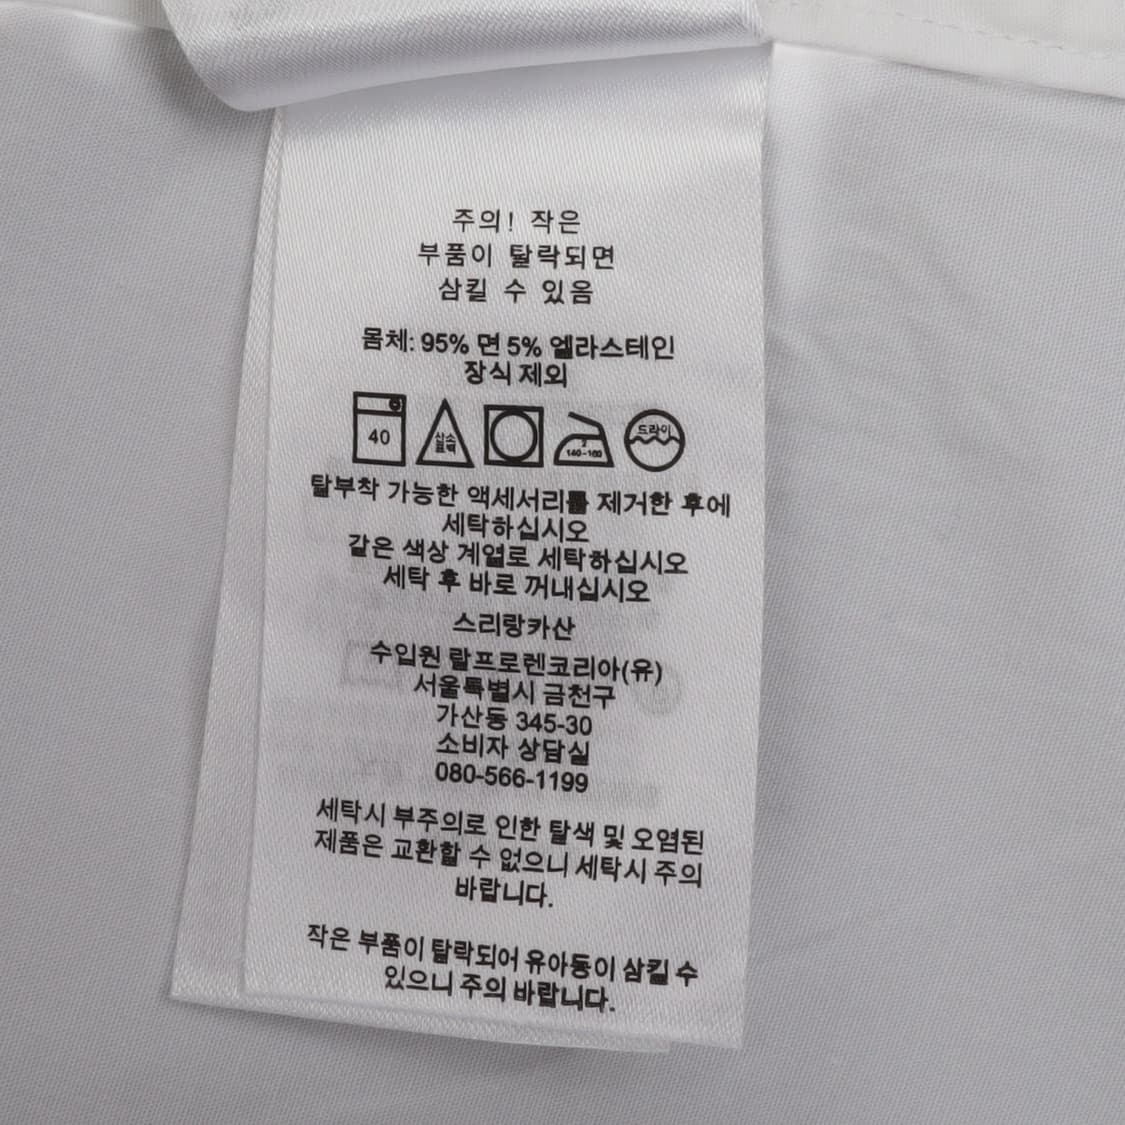 주의! 작은
부품이 탈락되면
삼킬 수 있음
몸체: 95% 면 5% 엘라스테인
장식 제외
40
산소
표백
140-160
드라이
탈부착 가능한 액세서리를 제거한 후에
세탁하십시오
같은 색상 계열로 세탁하십시오
세탁 후 바로 꺼내십시오
스리랑카산
수입원 랄프로렌코리아(유)
서울특별시 금천구
가산동 345-30
소비자 상담실
080-566-1199
세탁시 부주의로 인한 탈색 및 오염된
제품은 교환할 수 없으니 세탁시 주의
바랍니다.
작은 부품이 탈락되어 유아동이 삼킬 수
있으니 주의 바랍니다.